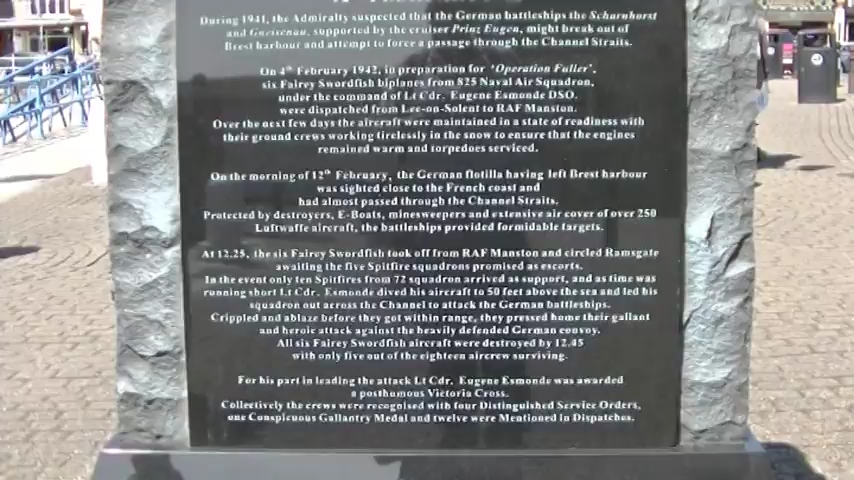 During 1941, the Admiralty suspected that the German battleships the Scharnhorst
and Gneisenau, supported by the cruiser Prinz Eugen, might break out of
Brest harbour and attempt to force a passage through the Channel Straits.
On 4th February 1942, in preparation for 'Operation Fuller',
six Fairey Swordfish biplanes from 825 Naval Air Squadron,
under the command of Lt Cdr. Eugene Esmonde DSO.
were dispatched from Lee-on-Solent to RAF Manston.
Over the next few days the aircraft were maintained in a state of readiness with
their ground crews working tirelessly in the snow to ensure that the engines
remained warm and torpedoes serviced.
On the morning of 12th February, the German flotilla having left Brest harbour
was sighted close to the French coast and
had almost passed through the Channel Straits.
Protected by destroyers, E-Boats, minesweepers and extensive air cover of over 250
Luftwaffe aircraft, the battleships provided formidable targets.
At 12.25, the six Fairey Swordfish took off from RAF Manston and circled Ramsgate
awaiting the five Spitfire squadrons promised as escorts.
In the event only ten Spitfires from 72 squadron arrived as support, and as time was
running short Lt Cdr. Esmonde dived his aircraft to 50 feet above the sea and led his
squadron out across the Channel to attack the German battleships.
Crippled and ablaze before they got within range, they pressed home their gallant
and heroic attack against the heavily defended German convoy.
All six Fairey Swordfish aircraft were destroyed by 12.45
with only five out of the eighteen aircrew surviving.
For his part in leading the attack Lt Cdr. Eugene Esmonde was awarded
a posthumous Victoria Cross.
Collectively the crews were recognised with four Distinguished Service Orders,
one Conspicuous Gallantry Medal and twelve were Mentioned in Dispatches.